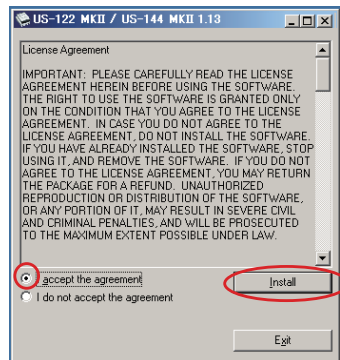 US-122 MKII / US-144 MKII 1.13
License Agreement
IMPORTANT: PLEASE CAREFULLY READ THE LICENSE
AGREEMENT HEREIN BEFORE USING THE SOFTWARE.
THE RIGHT TO USE THE SOFTWARE IS GRANTED ONLY
ON THE CONDITION THAT YOU AGREE TO THE LICENSE
AGREEMENT. IN CASE YOU DO NOT AGREE TO THE
LICENSE AGREEMENT, DO NOT INSTALL THE SOFTWARE.
IF YOU HAVE ALREADY INSTALLED THE SOFTWARE, STOP
USING IT, AND REMOVE THE SOFTWARE. IF YOU DO NOT
AGREE TO THE LICENSE AGREEMENT, YOU MAY RETURN
THE PACKAGE FOR A REFUND. UNAUTHORIZED
REPRODUCTION OR DISTRIBUTION OF THE SOFTWARE,
OR ANY PORTION OF IT, MAY RESULT IN SEVERE CIVIL
AND CRIMINAL PENALTIES, AND WILL BE PROSECUTED
TO THE MAXIMUM EXTENT POSSIBLE UNDER LAW.
I accept the agreement
Install
I do not accept the agreement
Exit